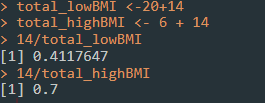 > total_lowBMI <-20+14
> total_highBMI <- 6 + 14
> 14/total_lowBMI
[1] 0.4117647
> 14/total_highBMI
[1] 0.7